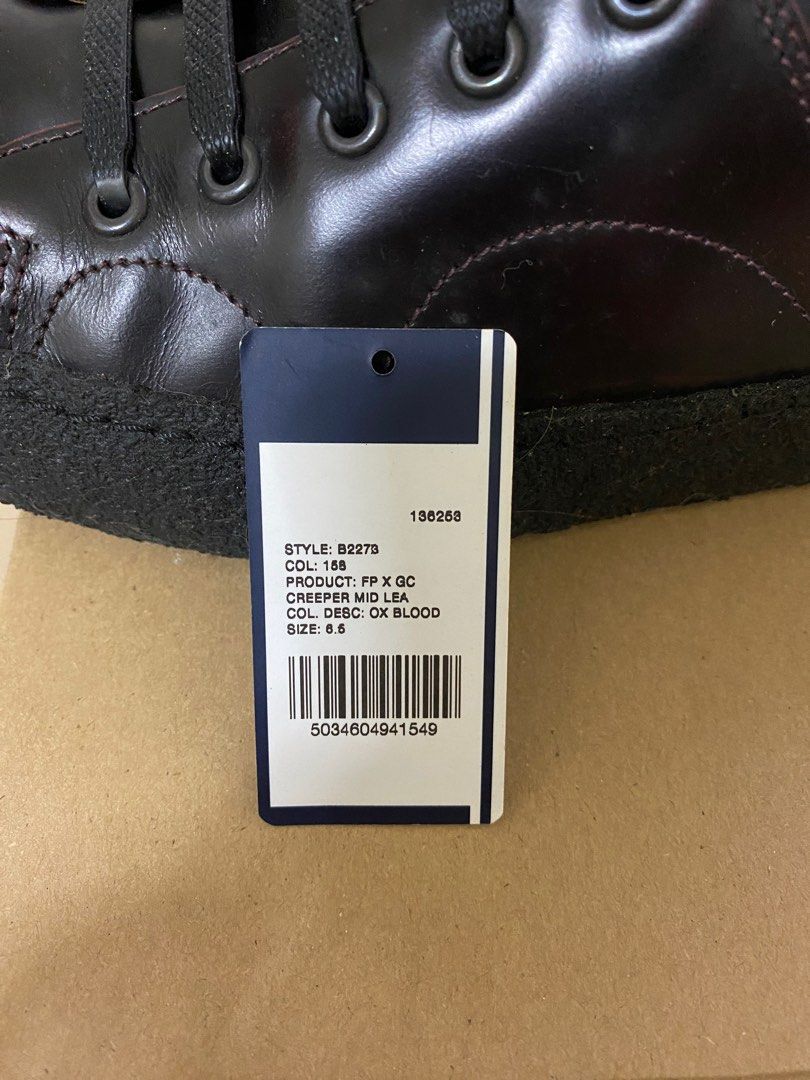 136253
STYLE: B2273
COL: 158
PRODUCT: FP X GC
CREEPER MID LEA
COL. DESC: OX BLOOD
SIZE: 6.5
5034604941549